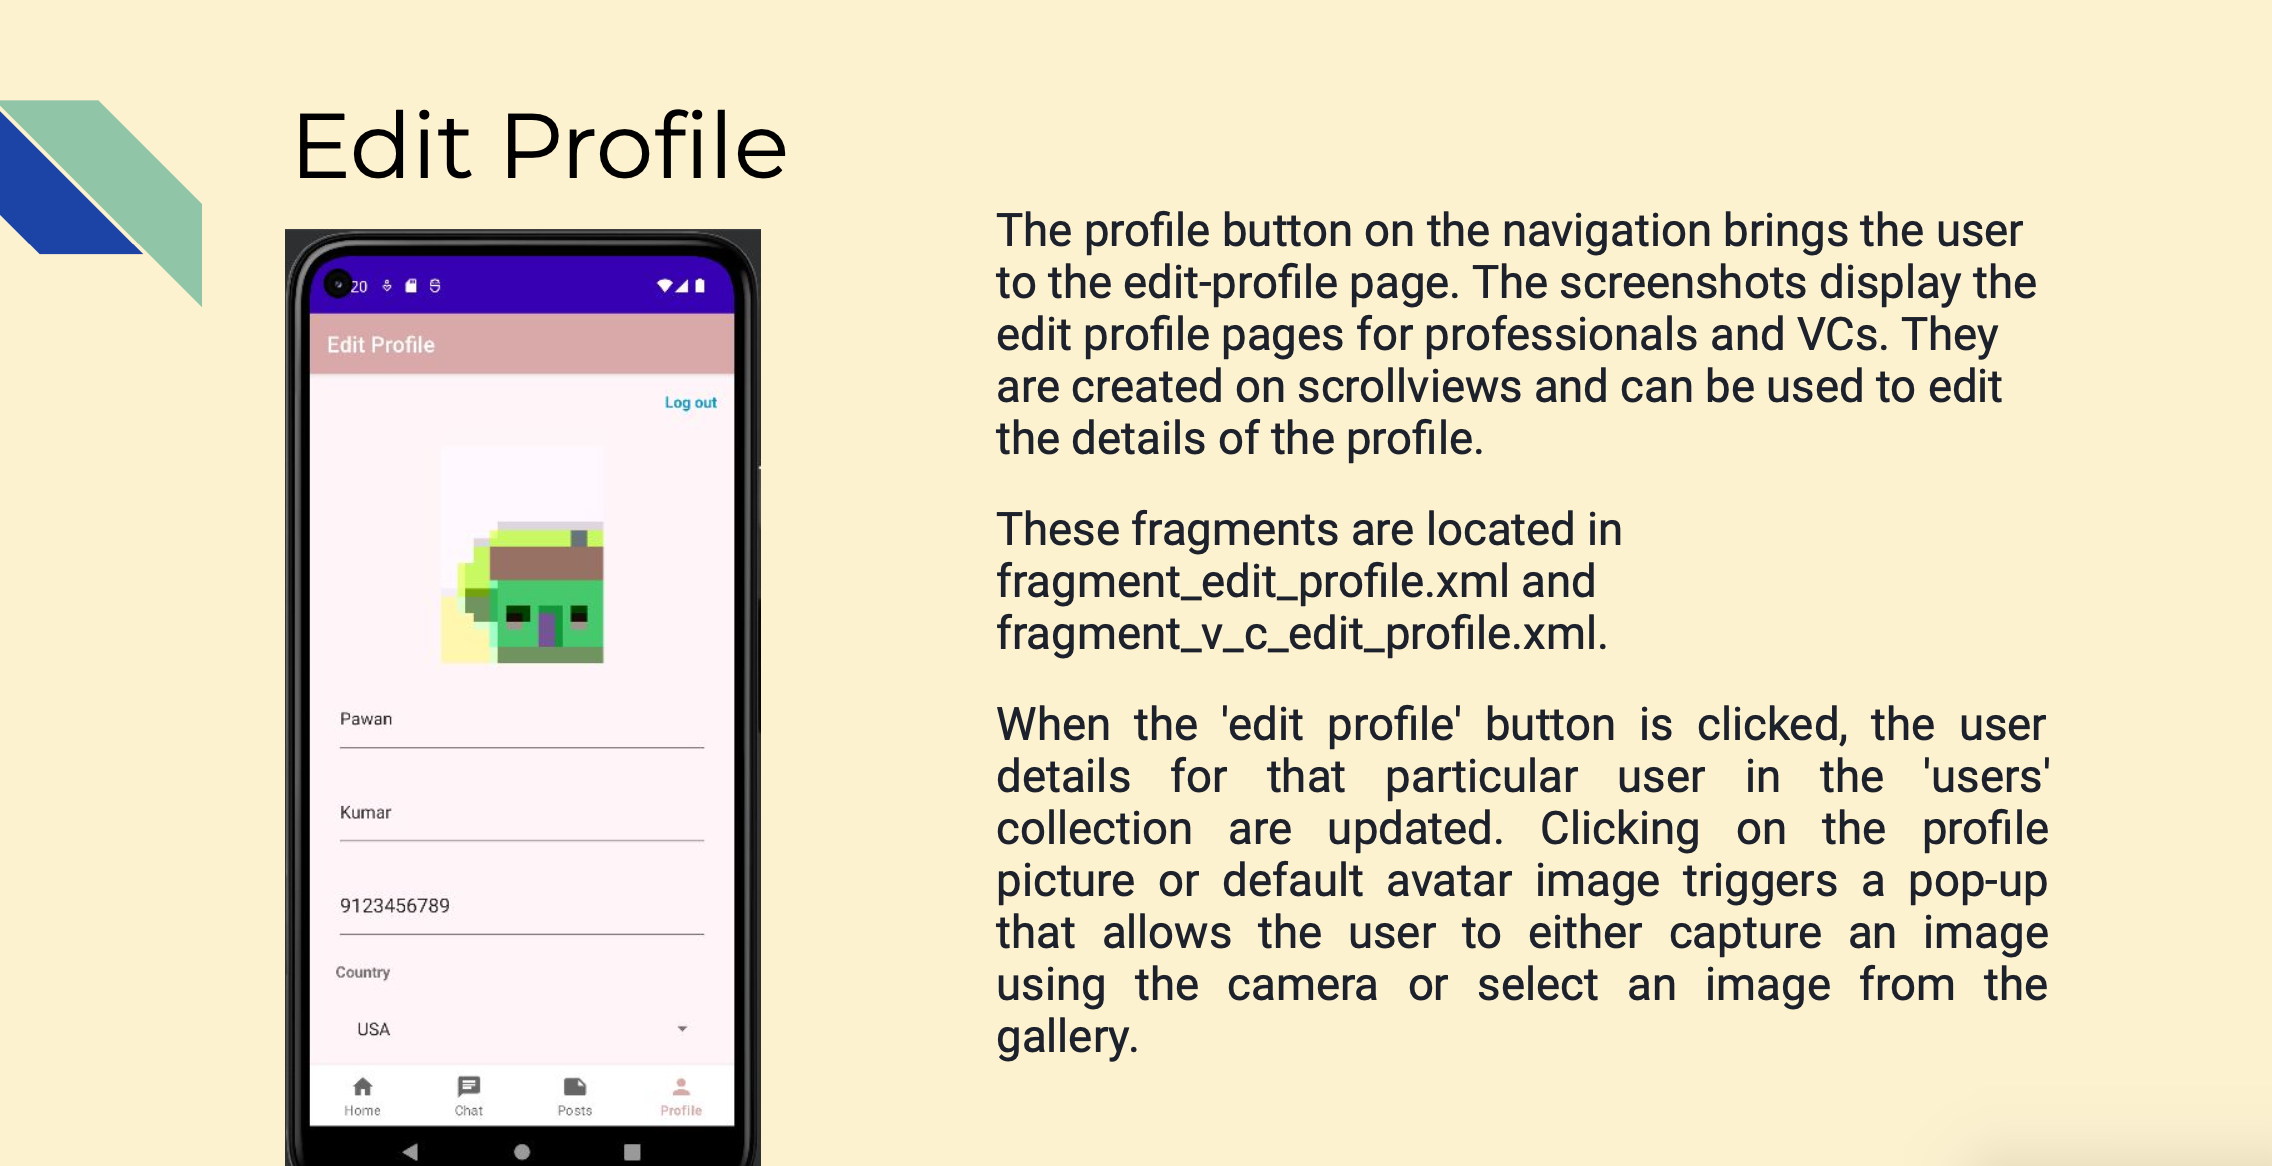 Edit Profile
20
Edit Profile
Log out
Pawan
Kumar
9123456789
Country
USA
Home Chat Posts Profile
The profile button on the navigation brings the user
to the edit-profile page. The screenshots display the
edit profile pages for professionals and VCs. They
are created on scrollviews and can be used to edit
the details of the profile.
These fragments are located in
fragment_edit_profile.xml and
fragment_v_c_edit_profile.xml.
When the 'edit profile' button is clicked, the user
details for that particular user in the 'users'
collection are updated. Clicking on the profile
picture or default avatar image triggers a pop-up
that allows the user to either capture an image
using the camera or select an image from the
gallery.